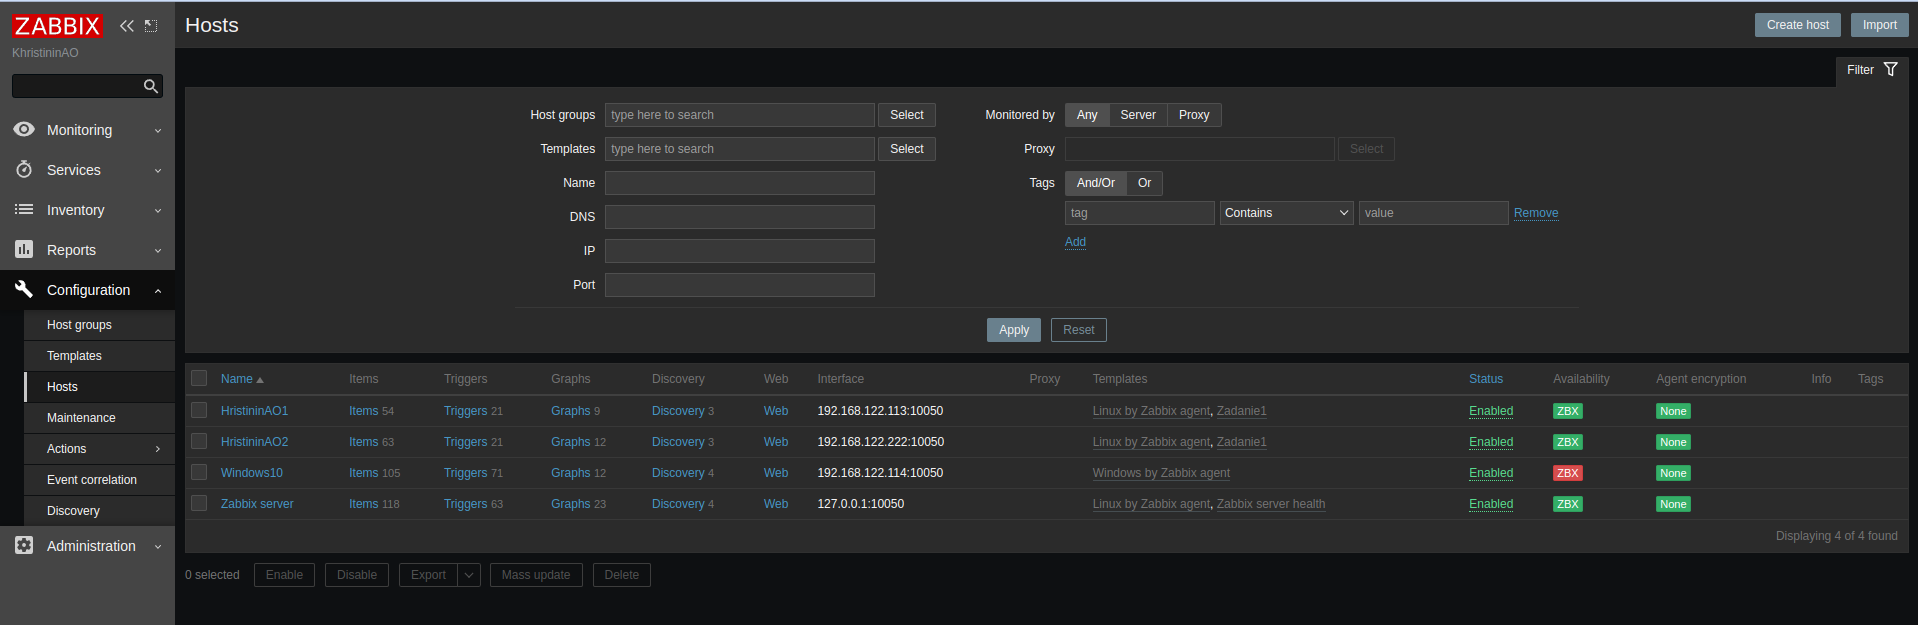 ZABBIX
KhristininAO
Monitoring
Services
Inventory
Reports
Configuration
Host groups
Templates
Hosts
Maintenance
Actions
Event correlation
Discovery
Administration
Hosts
Create host Import
Filter
Host groups type here to search Select
Templates type here to search Select
Name
DNS
IP
Port
Monitored by Any Server Proxy
Proxy Select
Tags And/Or Or
tag Contains value Remove
Add
Apply Reset
Name Items Triggers Graphs Discovery Web Interface Proxy Templates Status Availability Agent encryption Info Tags
HristininAO1 Items 54 Triggers 21 Graphs 9 Discovery 3 Web 192.168.122.113:10050 Linux by Zabbix agent, Zadanie1 Enabled ZBX None
HristininAO2 Items 63 Triggers 21 Graphs 12 Discovery 3 Web 192.168.122.222:10050 Linux by Zabbix agent, Zadanie1 Enabled ZBX None
Windows10 Items 105 Triggers 71 Graphs 12 Discovery 4 Web 192.168.122.114:10050 Windows by Zabbix agent Enabled ZBX None
Zabbix server Items 118 Triggers 63 Graphs 23 Discovery 4 Web 127.0.0.1:10050 Linux by Zabbix agent, Zabbix server health Enabled ZBX None
Displaying 4 of 4 found
0 selected Enable Disable Export Mass update Delete